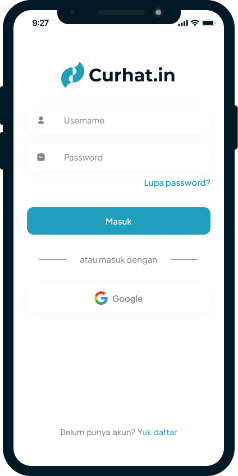 9:27
Curhat.in
Username
Password
Lupa password?
Masuk
atau masuk dengan
Google
Belum punya akun? Yuk daftar